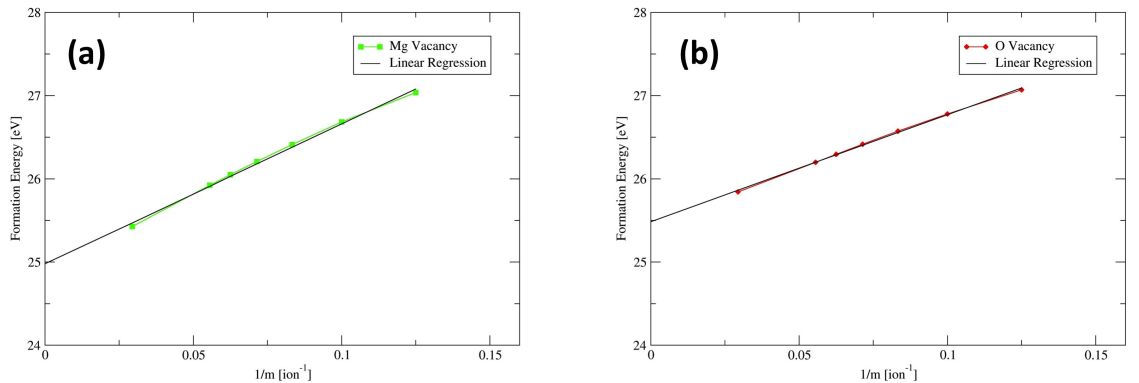 (a)
Mg Vacancy
Linear Regression
Formation Energy [eV]
28
27
26
25
24
0
0.05
0.1
0.15
1/m [ion⁻¹]
(b)
O Vacancy
Linear Regression
Formation Energy [eV]
28
27
26
25
24
0
0.05
0.1
0.15
1/m [ion⁻¹]